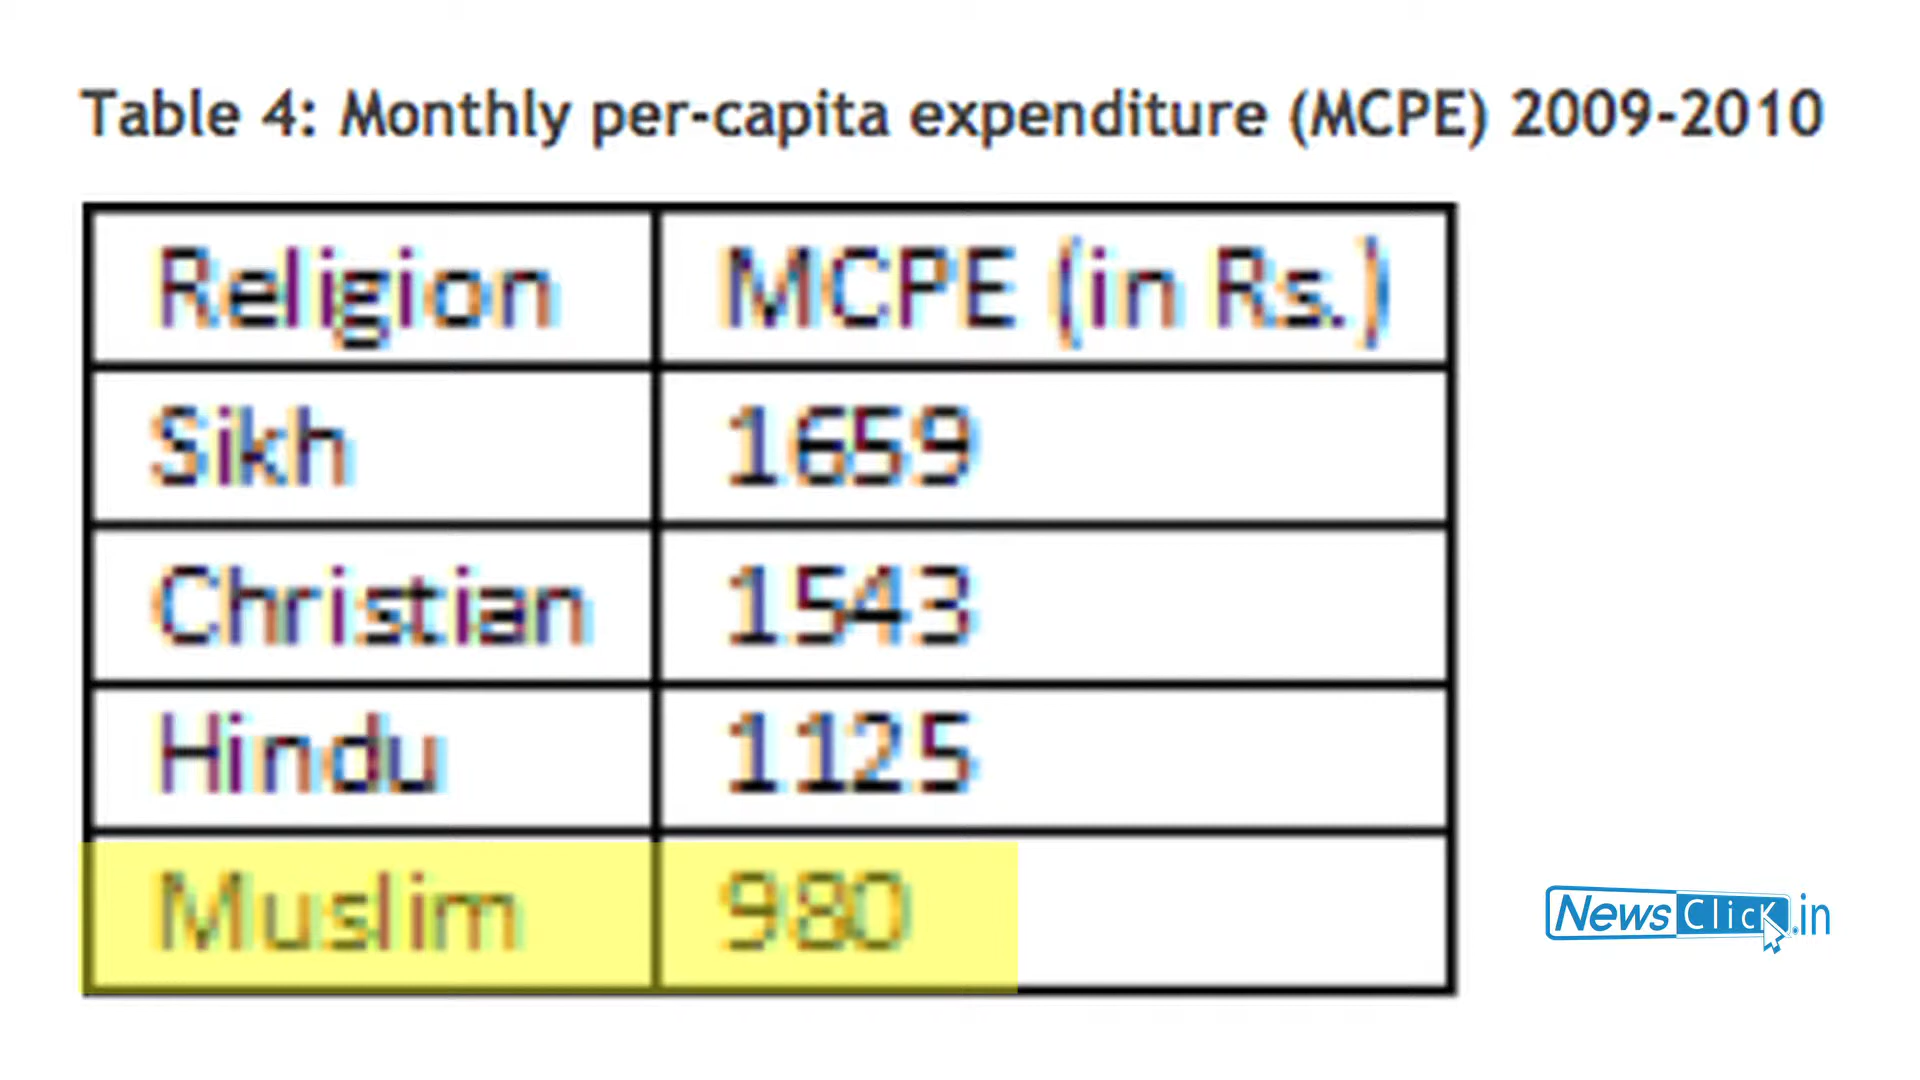 Table 4: Monthly per-capita expenditure (MCPE) 2009-2010
Religion MCPE (in Rs.)
Sikh 1659
Christian 1543
Hindu 1125
Muslim 980
NewsClick.in